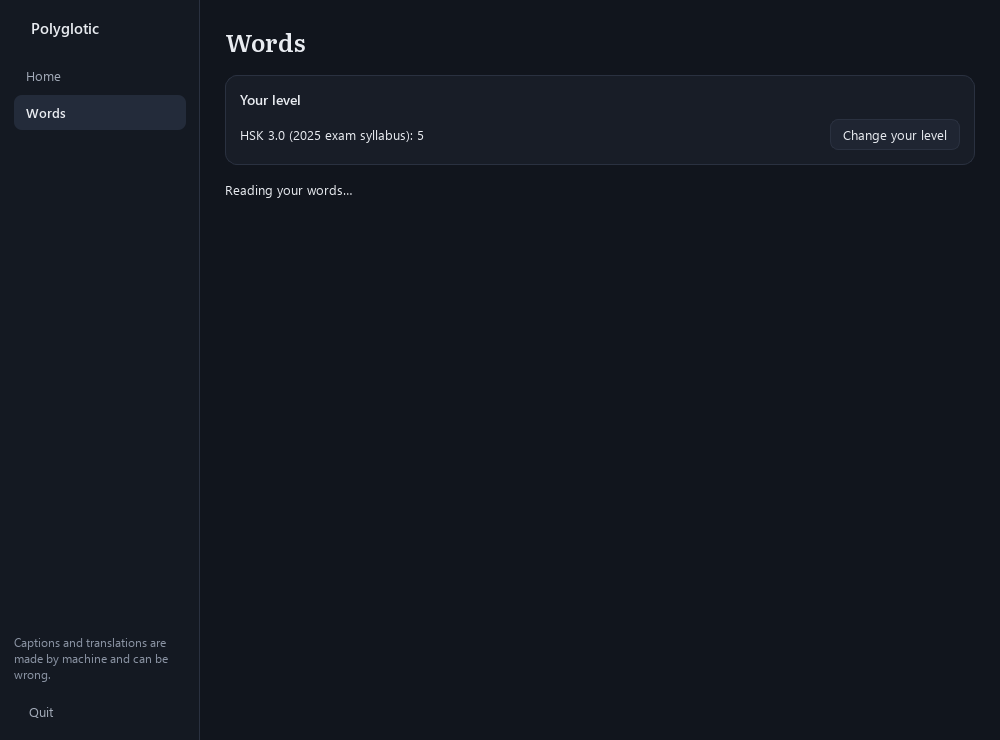 Polyglotic
Home
Words
Words
Your level
HSK 3.0 (2025 exam syllabus): 5
Change your level
Reading your words...
Captions and translations are
made by machine and can be
wrong.
Quit